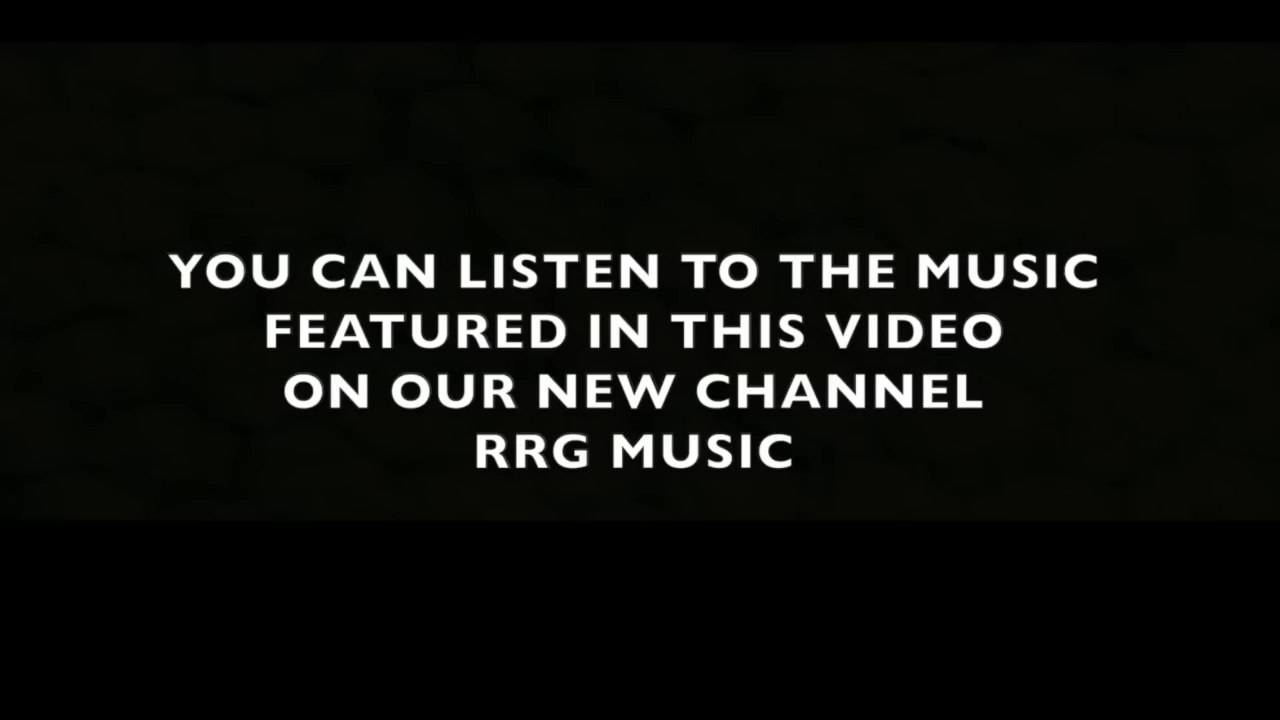 YOU CAN LISTEN TO THE MUSIC
FEATURED IN THIS VIDEO
ON OUR NEW CHANNEL
RRG MUSIC